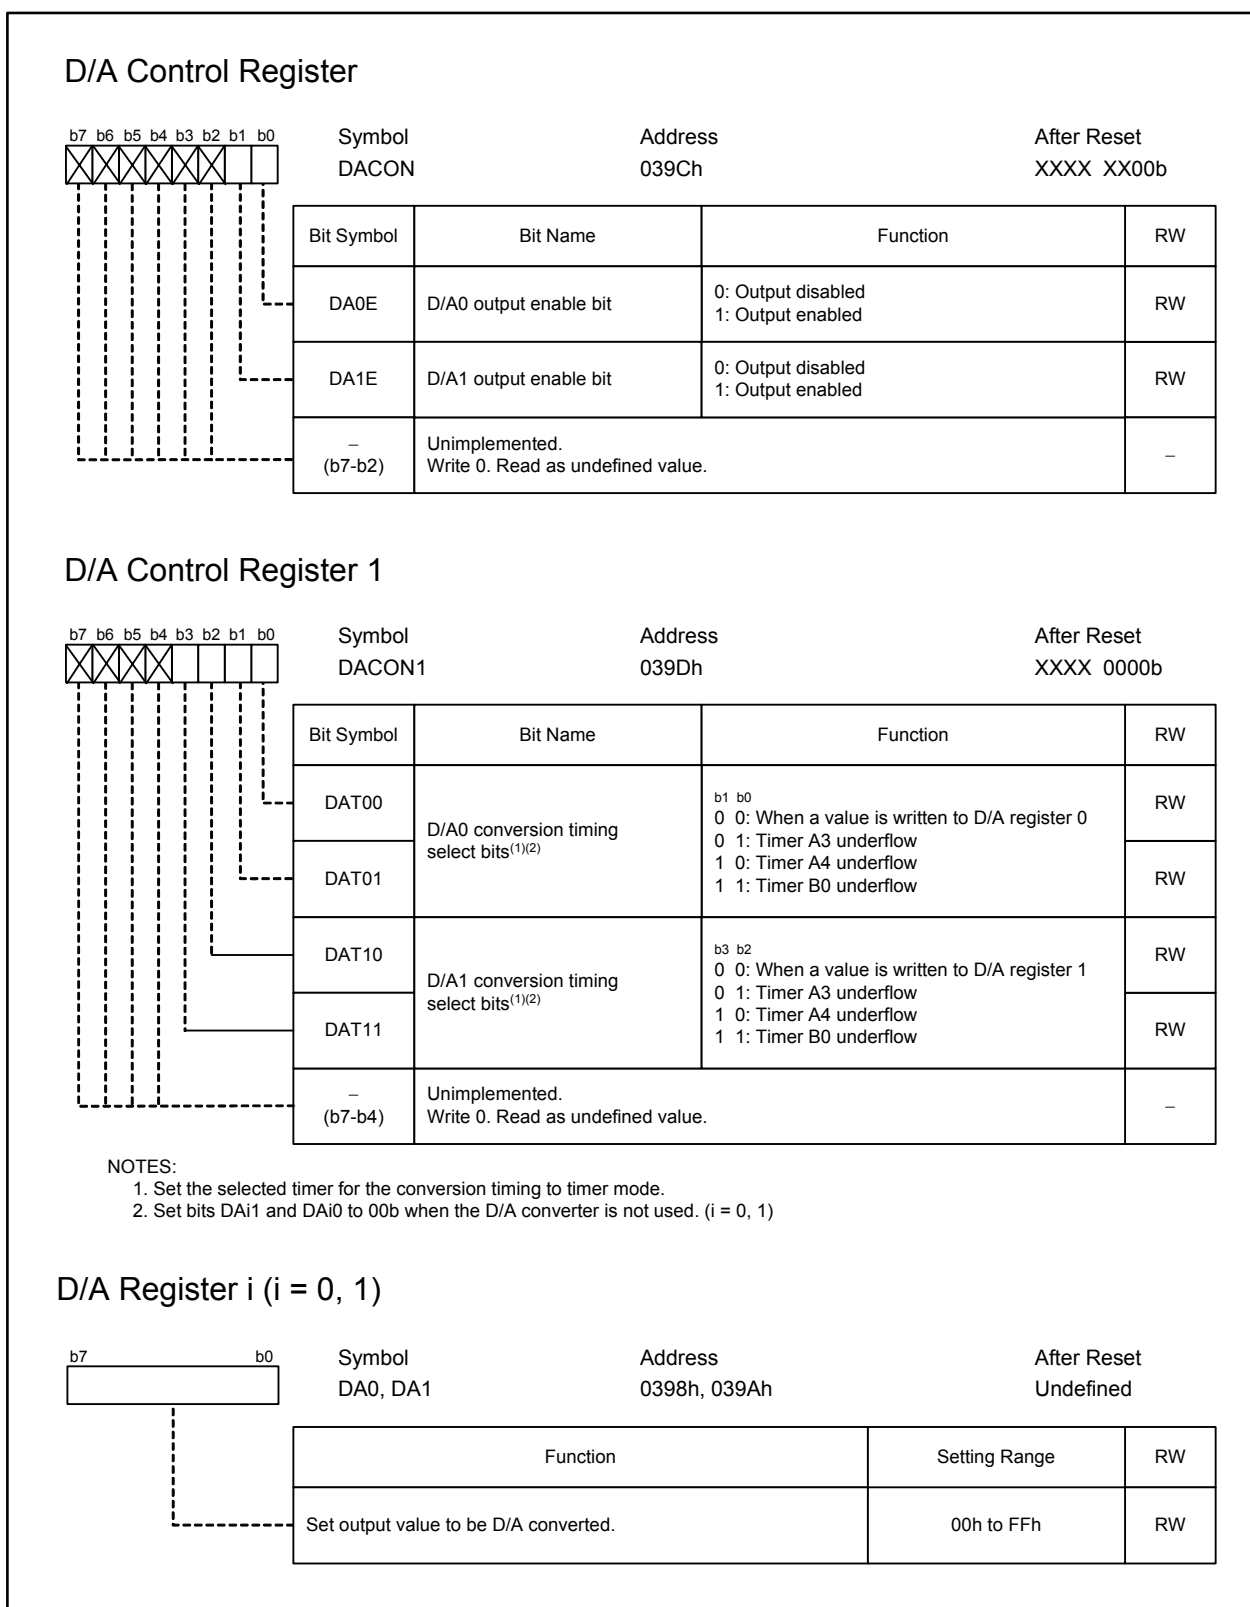 D/A Control Register
b7 b6 b5 b4 b3 b2 b1 b0
Symbol Address After Reset
DACON 039Ch XXXX XX00b
Bit Symbol Bit Name Function RW
DA0E D/A0 output enable bit 0: Output disabled
1: Output enabled RW
DA1E D/A1 output enable bit 0: Output disabled
1: Output enabled RW
–
(b7-b2) Unimplemented.
Write 0. Read as undefined value. –
D/A Control Register 1
b7 b6 b5 b4 b3 b2 b1 b0
Symbol Address After Reset
DACON1 039Dh XXXX 0000b
Bit Symbol Bit Name Function RW
DAT00 RW
D/A0 conversion timing
select bits(1)(2)
b1 b0
0 0: When a value is written to D/A register 0
0 1: Timer A3 underflow
1 0: Timer A4 underflow
1 1: Timer B0 underflow
DAT01 RW
DAT10 RW
D/A1 conversion timing
select bits(1)(2)
b3 b2
0 0: When a value is written to D/A register 1
0 1: Timer A3 underflow
1 0: Timer A4 underflow
1 1: Timer B0 underflow
DAT11 RW
–
(b7-b4) Unimplemented.
Write 0. Read as undefined value. –
NOTES:
1. Set the selected timer for the conversion timing to timer mode.
2. Set bits DAi1 and DAi0 to 00b when the D/A converter is not used. (i = 0, 1)
D/A Register i (i = 0, 1)
b7 b0
Symbol Address After Reset
DA0, DA1 0398h, 039Ah Undefined
Function Setting Range RW
Set output value to be D/A converted. 00h to FFh RW